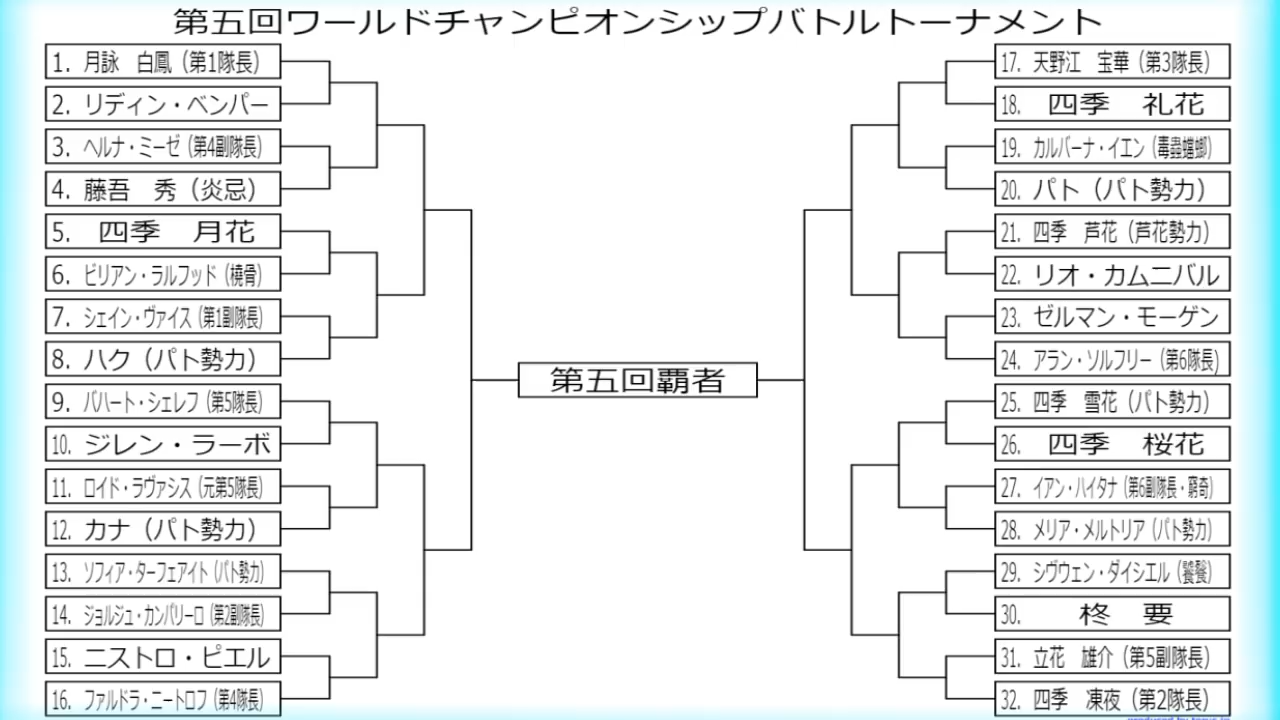 第五回ワールドチャンピオンシップバトルトーナメント
1. 月詠 白鳳（第1隊長）
2. リディン・ベンパー
3. ヘルナ・ミーゼ（第4副隊長）
4. 藤吾 秀（炎忌）
5. 四季 月花
6. ビリアン・ラルフッド（橈骨）
7. シェイン・ヴァイス（第1副隊長）
8. ハク（パト勢力）
9. バハート・シェレフ（第5隊長）
10. ジレン・ラーボ
11. ロイド・ラヴァシス（元第5隊長）
12. カナ（パト勢力）
13. ソフィア・ターフェアイト（パト勢力）
14. ジョルジュ・カンパリーロ（第2副隊長）
15. ニストロ・ピエル
16. ファルドラ・ニートロフ（第4隊長）
第五回覇者
17. 天野江 宝華（第3隊長）
18. 四季 礼花
19. カルバーナ・イエン（毒蟲蟷螂）
20. パト（パト勢力）
21. 四季 芦花（芦花勢力）
22. リオ・カムニバル
23. ゼルマン・モーゲン
24. アラン・ソルフリー（第6隊長）
25. 四季 雪花（パト勢力）
26. 四季 桜花
27. イアン・ハイタナ（第6副隊長・窮奇）
28. メリア・メルトリア（パト勢力）
29. シヴウェン・ダイシエル（饕餮）
30. 柊 要
31. 立花 雄介（第5副隊長）
32. 四季 凍夜（第2隊長）